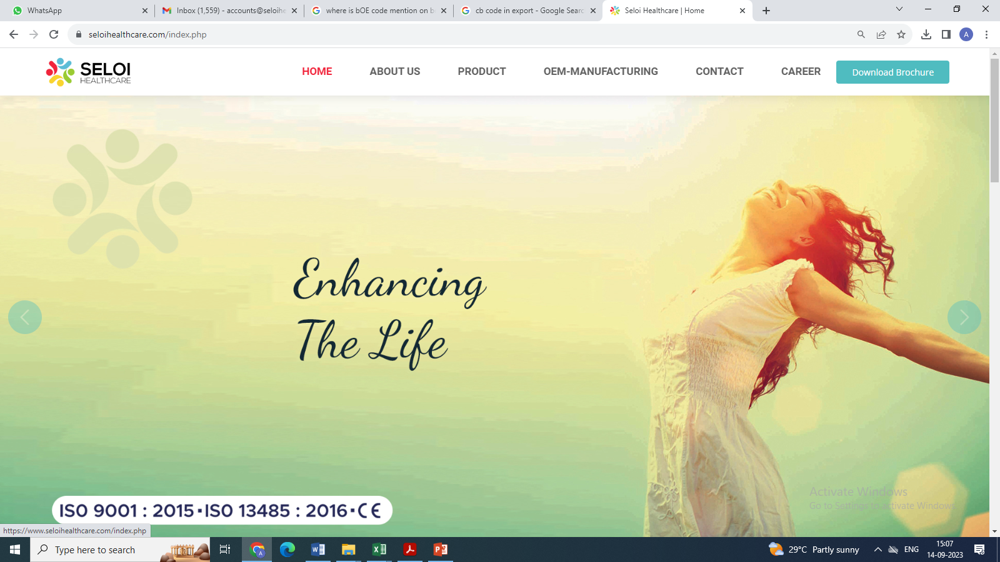 WhatsApp
Inbox (1,559) - accounts@seloihe
where is bOE code mention on b
cb code in export - Google Searc
Seloi Healthcare | Home
seloihealthcare.com/index.php
A
SELOI
HEALTHCARE
HOME
ABOUT US
PRODUCT
OEM-MANUFACTURING
CONTACT
CAREER
Download Brochure
Enhancing
The Life
ISO 9001 : 2015▪ISO 13485 : 2016▪CE
Activate Windows
Go to Settings to activate Windows.
https://www.seloihealthcare.com/index.php
Type here to search
29°C Partly sunny
ENG
15:07
14-09-2023